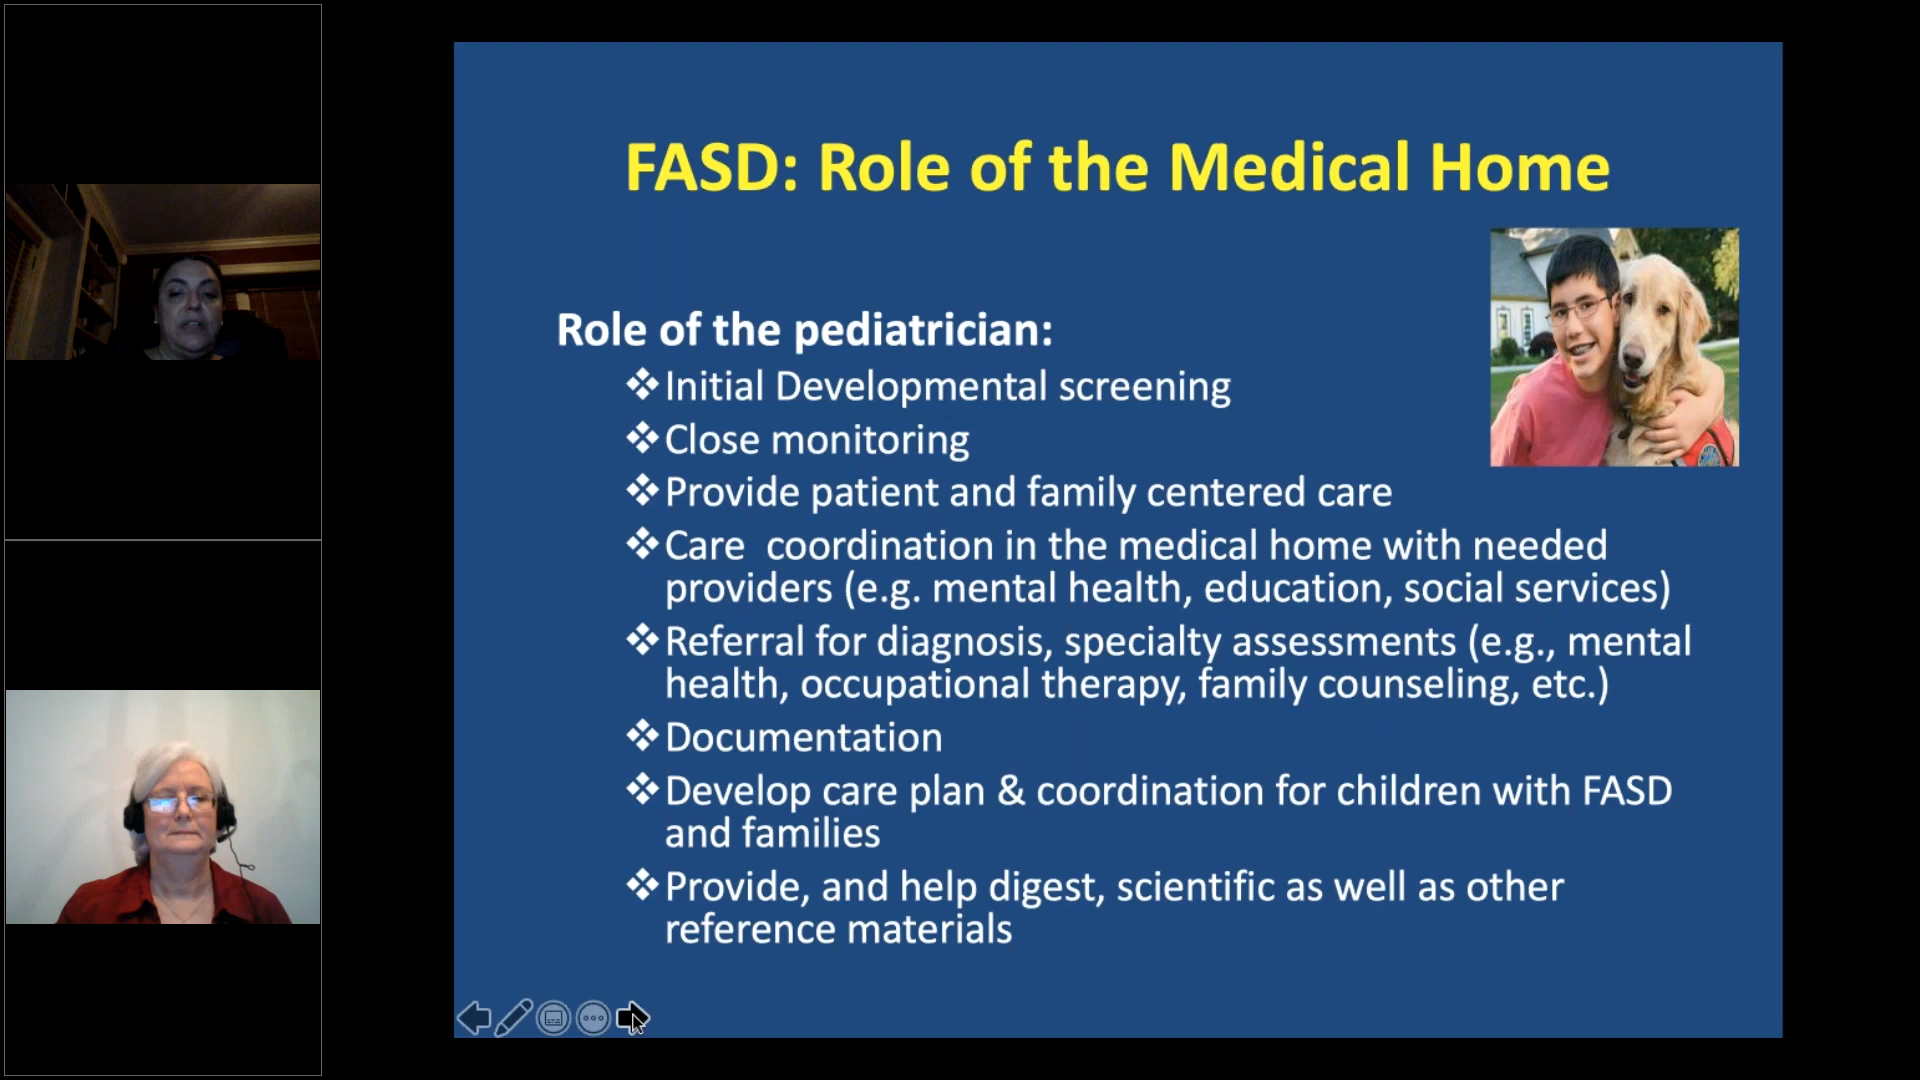 FASD: Role of the Medical Home
Role of the pediatrician:
❖Initial Developmental screening
❖Close monitoring
❖Provide patient and family centered care
❖Care  coordination in the medical home with needed
providers (e.g. mental health, education, social services)
❖Referral for diagnosis, specialty assessments (e.g., mental
health, occupational therapy, family counseling, etc.)
❖Documentation
❖Develop care plan & coordination for children with FASD
and families
❖Provide, and help digest, scientific as well as other
reference materials